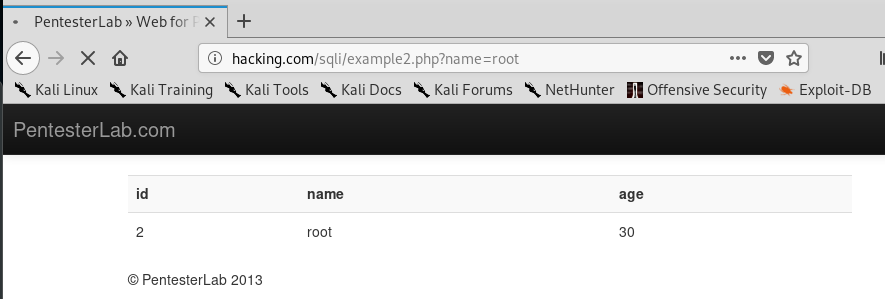 PentesterLab » Web for P
hacking.com/sqli/example2.php?name=root
Kali Linux Kali Training Kali Tools Kali Docs Kali Forums NetHunter Offensive Security Exploit-DB
PentesterLab.com
id name age
2 root 30
© PentesterLab 2013